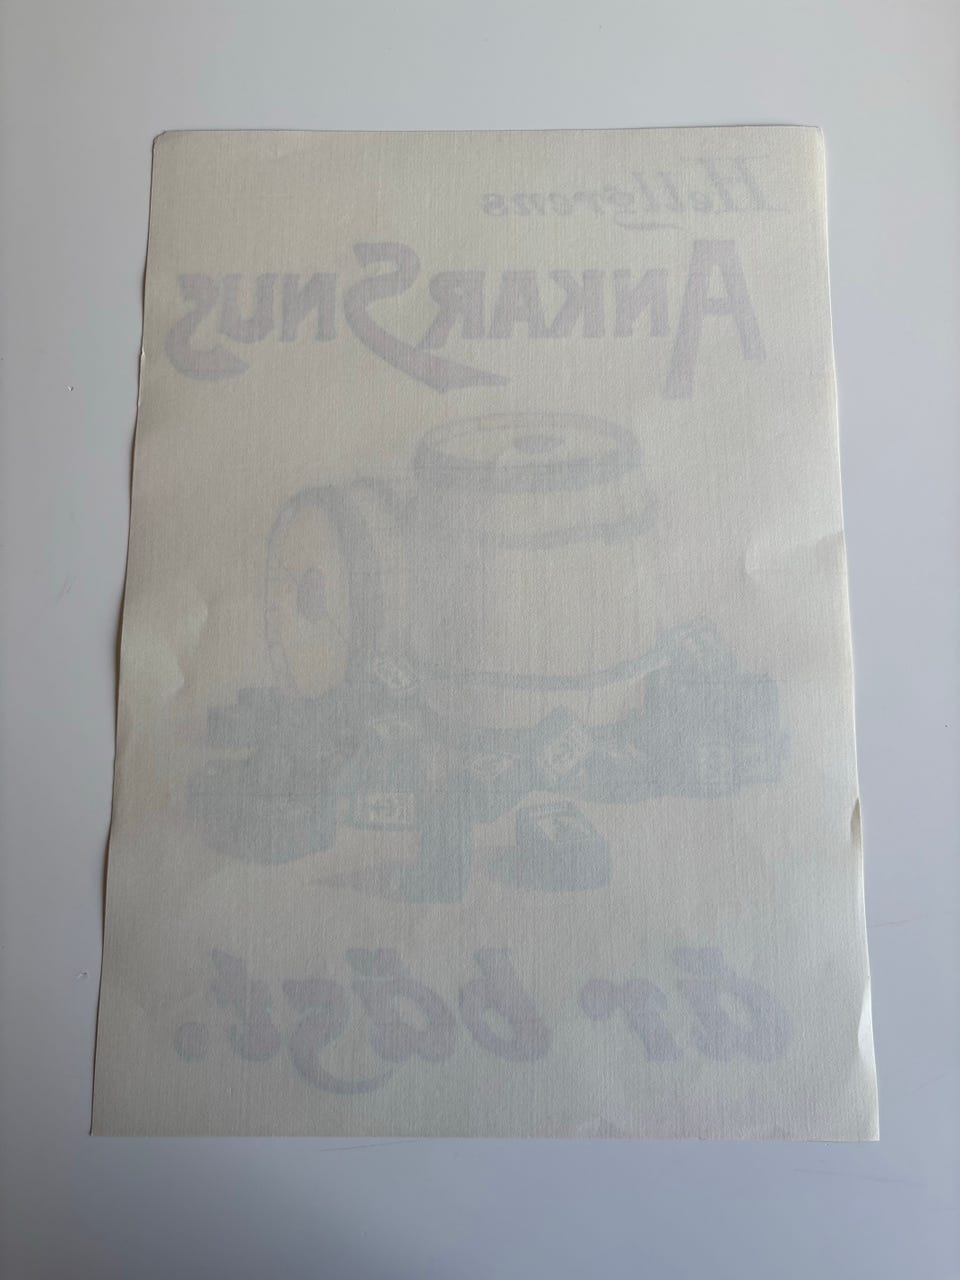 Hellgrens
ANKARSNUS
är bäst.